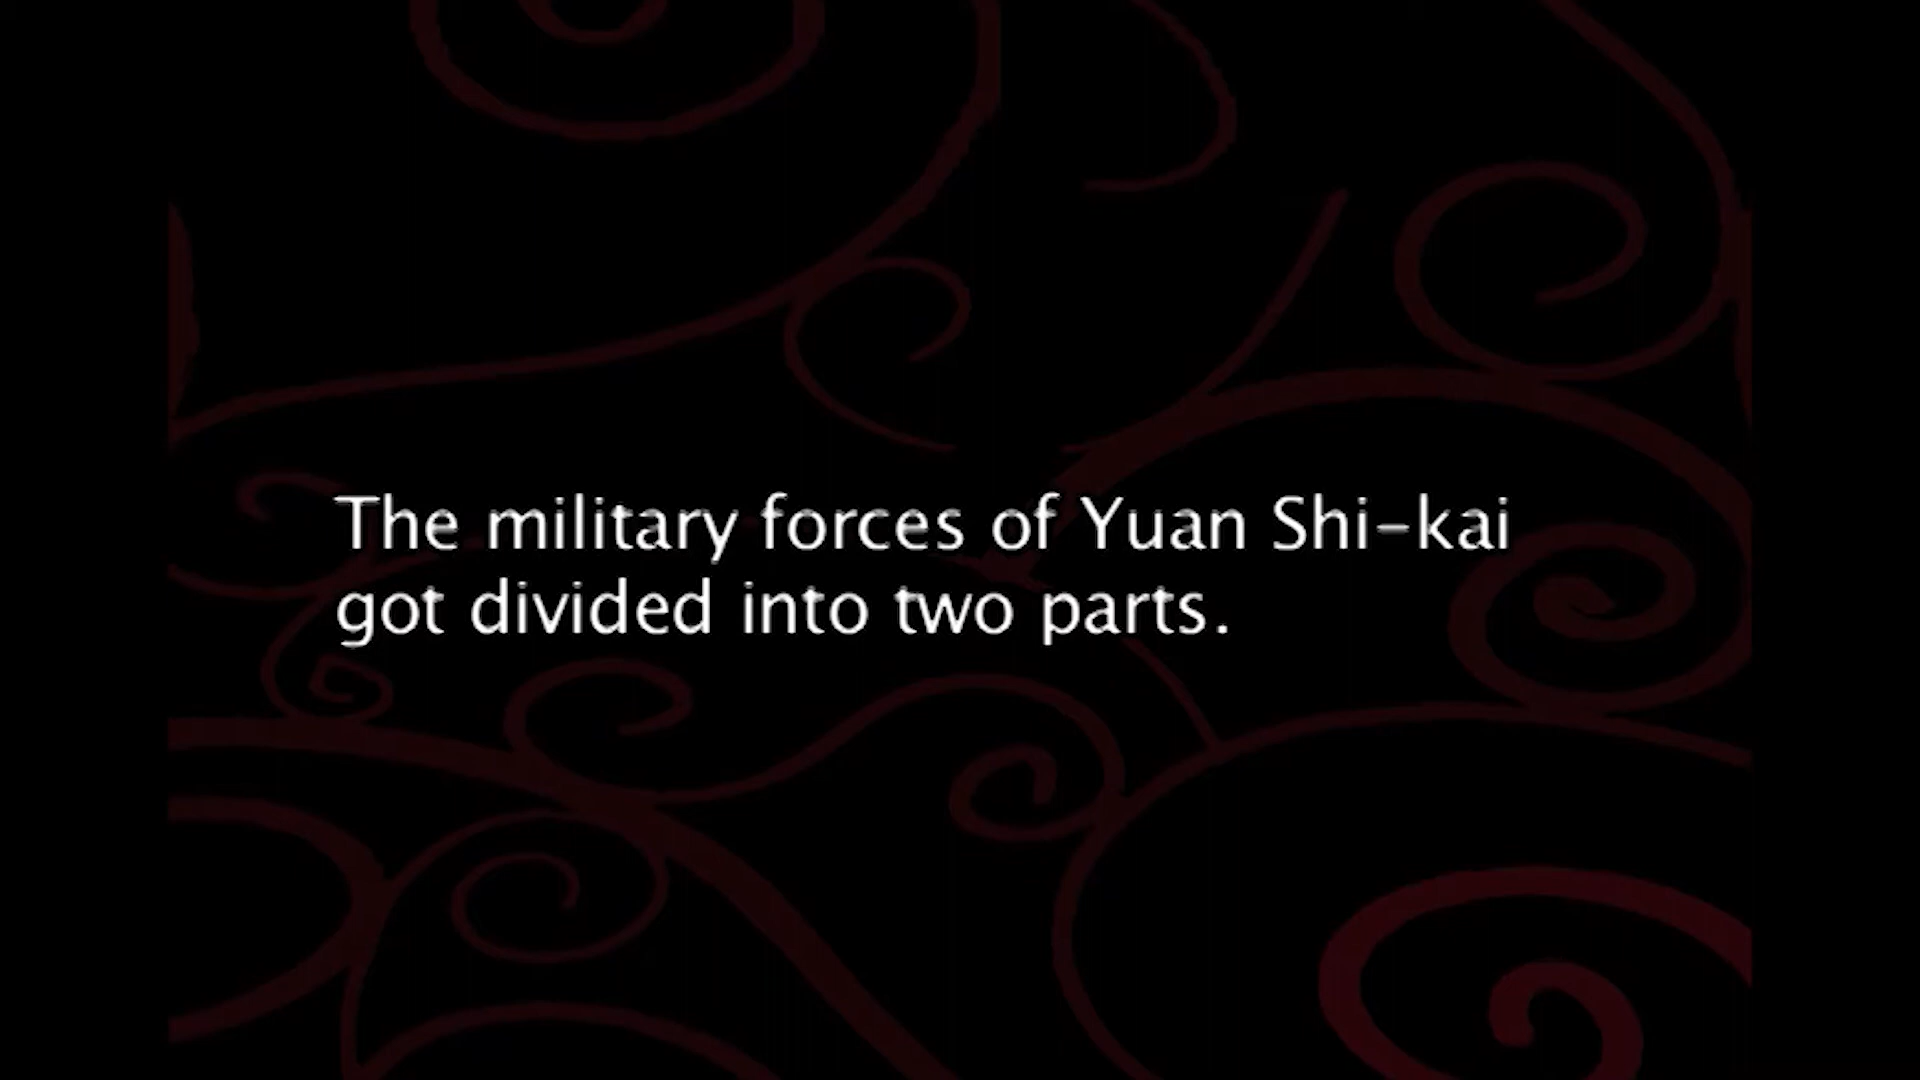 The military forces of Yuan Shi-kai
got divided into two parts.